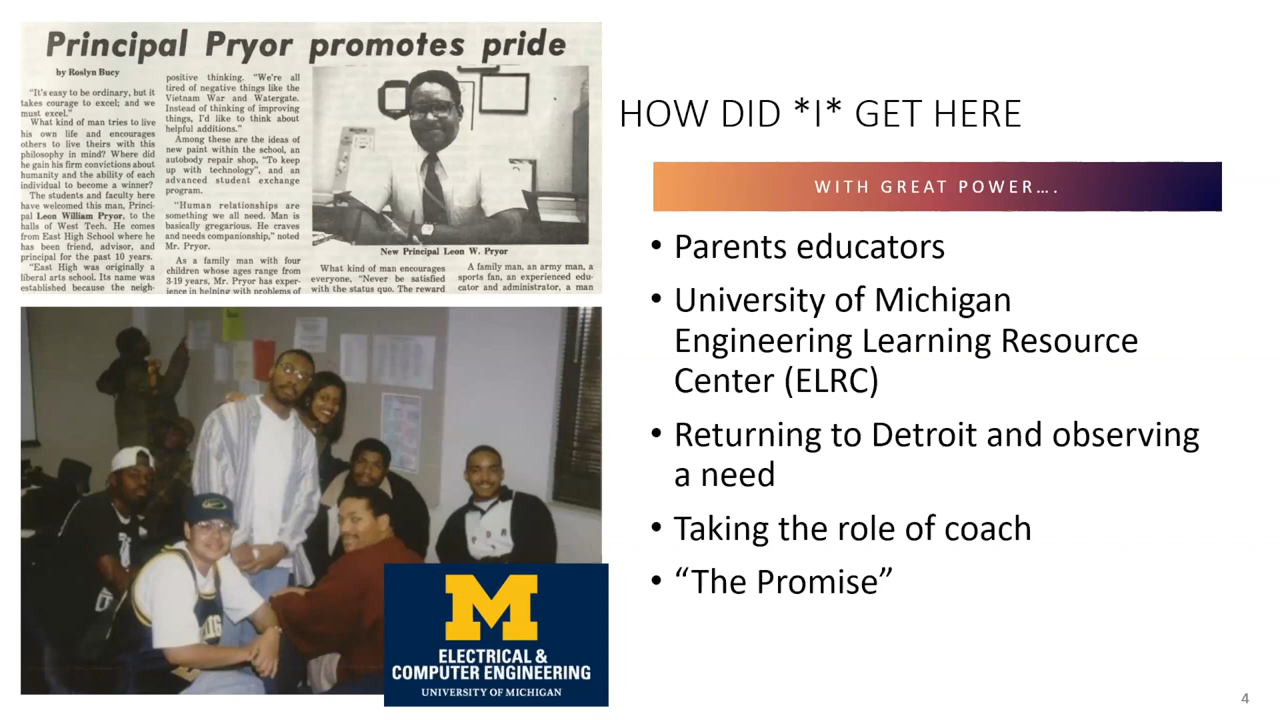 Principal Pryor promotes pride
by Roslyn Bucy
"It's easy to be ordinary, but it
takes courage to excel; and we
must excel."
What kind of man tries to live
his own life and encourages
others to live theirs with this
philosophy in mind? Where did
he gain his firm convictions about
humanity and the ability of each
individual to become a winner?
The students and faculty here
have welcomed this man, Princi-
pal Leon William Pryor, to the
halls of West Tech. He comes
from East High School where he
has been friend, advisor, and
principal for the past 10 years.
"East High was originally a
liberal arts school. Its name was
established because the neigh-
positive thinking. "We're all
tired of negative things like the
Vietnam War and Watergate.
Instead of thinking of improving
things, I'd like to think about
helpful additions."
Among these are the ideas of
new paint within the school, an
autobody repair shop, "To keep
up with technology", and an
advanced student exchange
program.
"Human relationships are
something we all need. Man is
basically gregarious. He craves
and needs companionship," noted
Mr. Pryor.
As a family man with four
children whose ages range from
3-19 years, Mr. Pryor has exper-
ience in helping with problems of
New Principal Leon W. Pryor
What kind of man encourages
everyone, "Never be satisfied
with the status quo. The reward
A family man, an army man, a
sports fan, an experienced edu-
cator and administrator, a man
HOW DID *I* GET HERE
WITH GREAT POWER….
• Parents educators
• University of Michigan
Engineering Learning Resource
Center (ELRC)
• Returning to Detroit and observing
a need
• Taking the role of coach
• “The Promise”
M
ELECTRICAL &
COMPUTER ENGINEERING
UNIVERSITY OF MICHIGAN
4